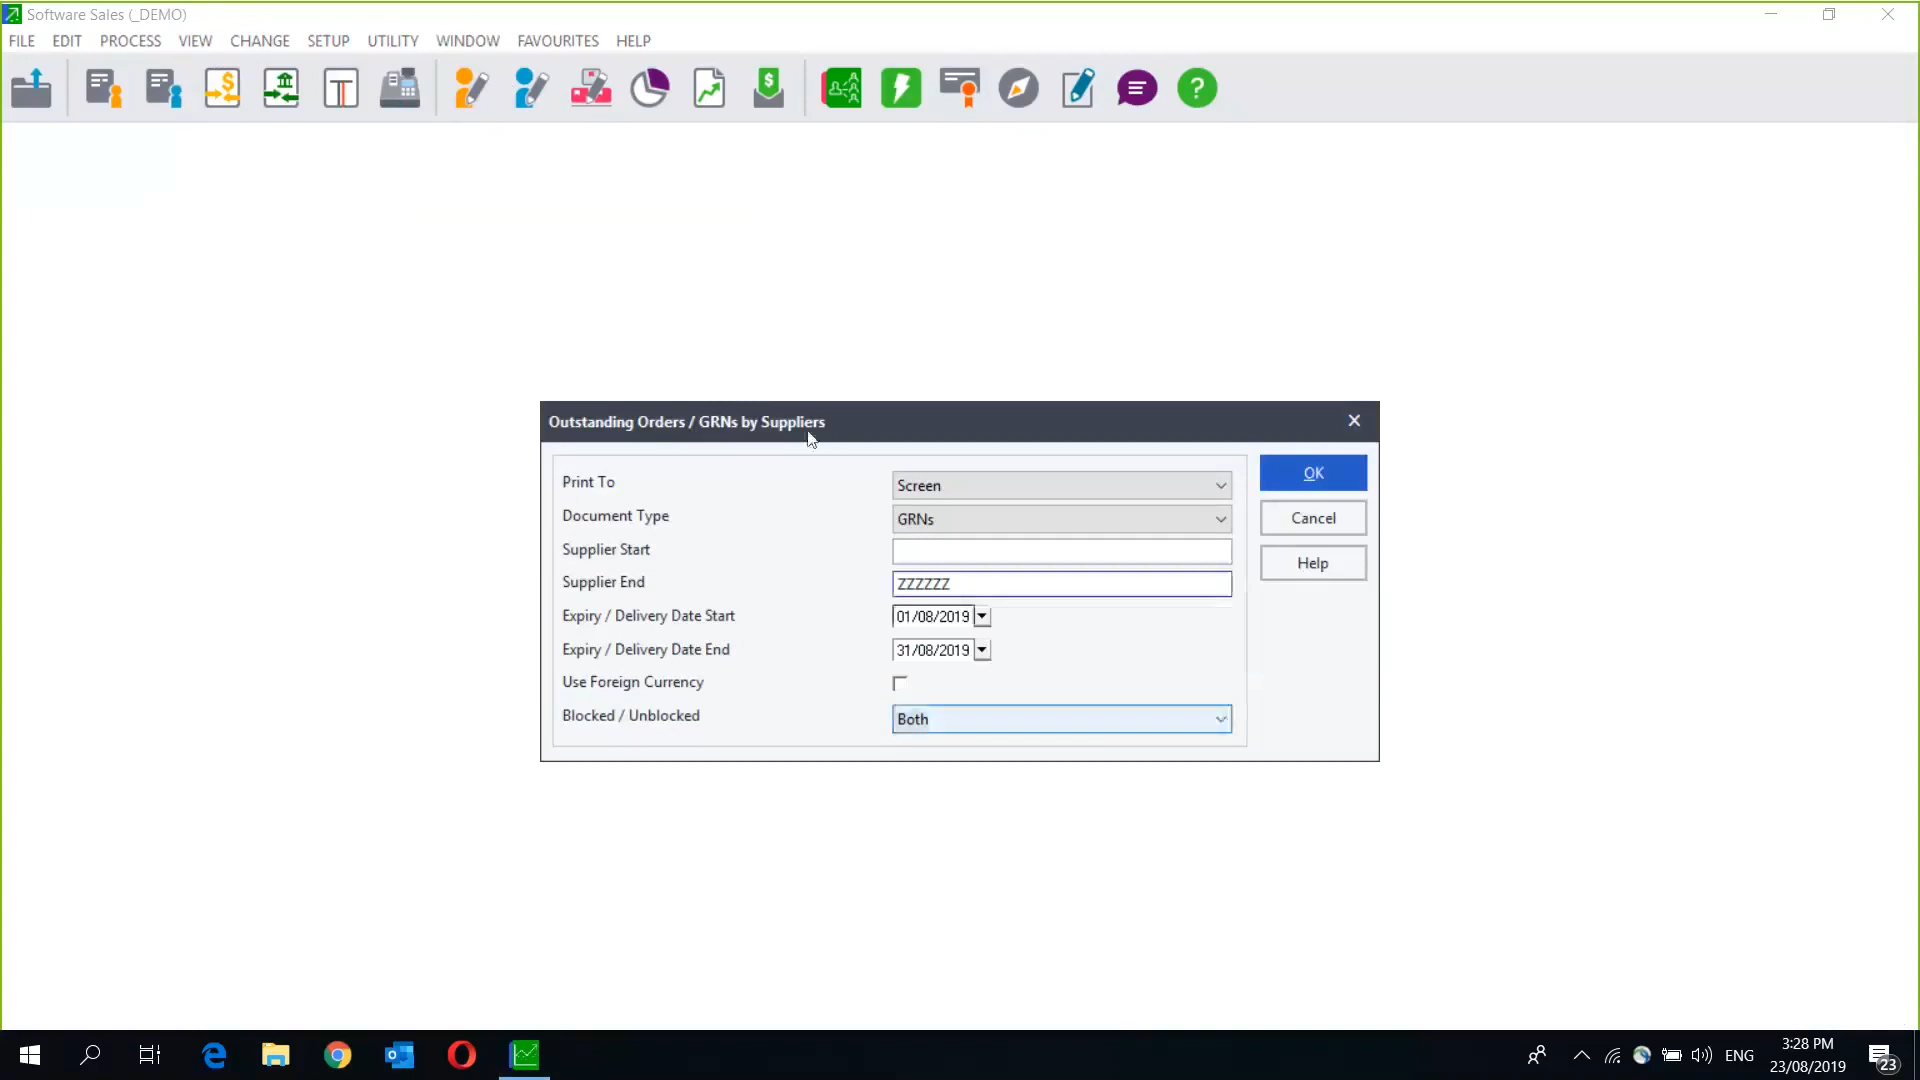 Software Sales (_DEMO)
FILE EDIT PROCESS VIEW CHANGE SETUP UTILITY WINDOW FAVOURITES HELP
Outstanding Orders / GRNs by Suppliers
Print To Screen OK
Document Type GRNs Cancel
Supplier Start
Help
Supplier End ZZZZZZ
Expiry / Delivery Date Start 01/08/2019
Expiry / Delivery Date End 31/08/2019
Use Foreign Currency
Blocked / Unblocked Both
ENG
3:28 PM
23/08/2019
23